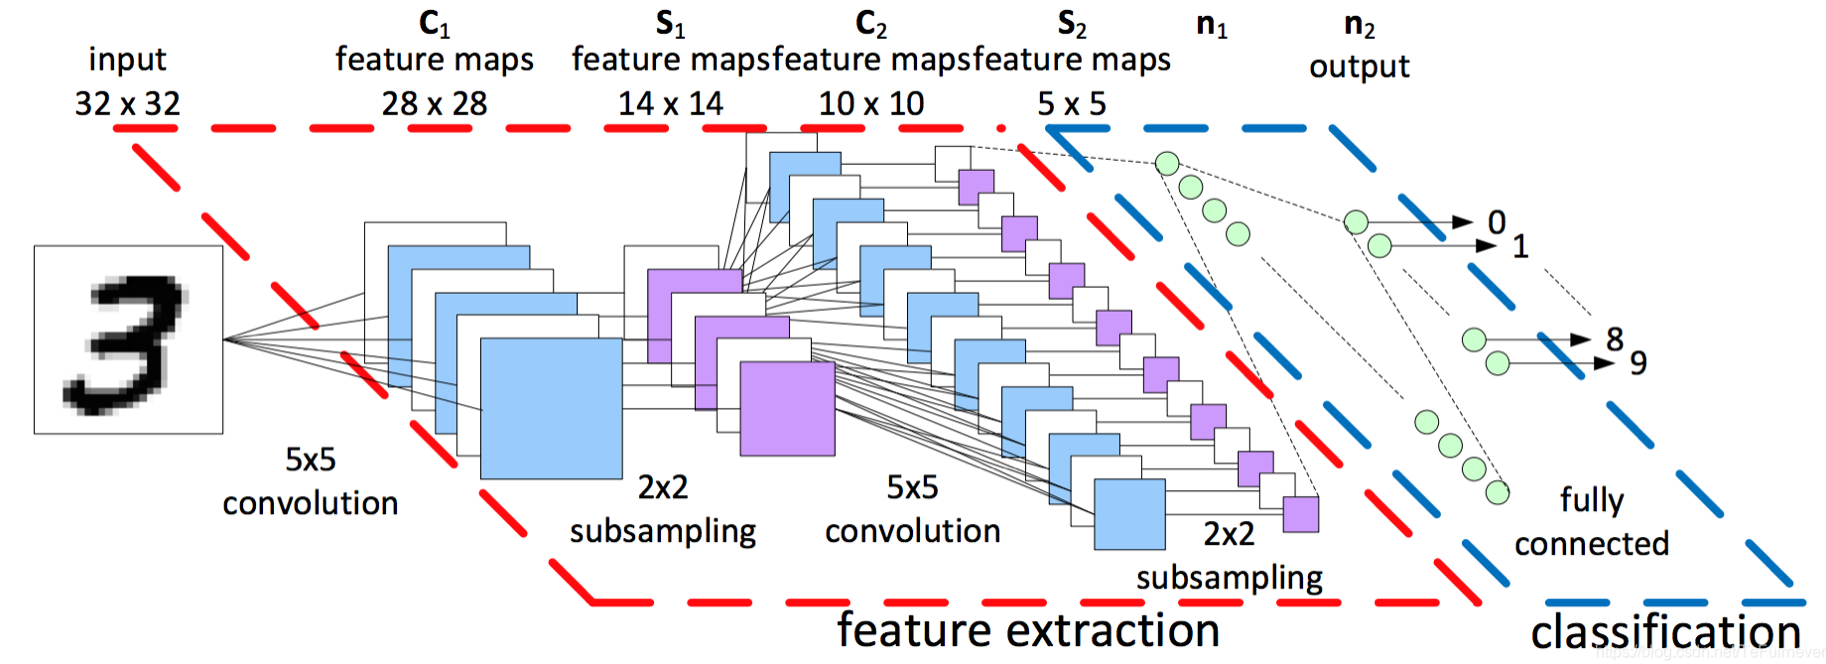 C₁
S₁
C₂
S₂
n₁
n₂
input
feature maps
feature maps
feature maps
feature maps
output
32 x 32
28 x 28
14 x 14
10 x 10
5 x 5
3
0
1
8
9
5x5
convolution
2x2
subsampling
5x5
convolution
2x2
subsampling
fully
connected
feature extraction
classification